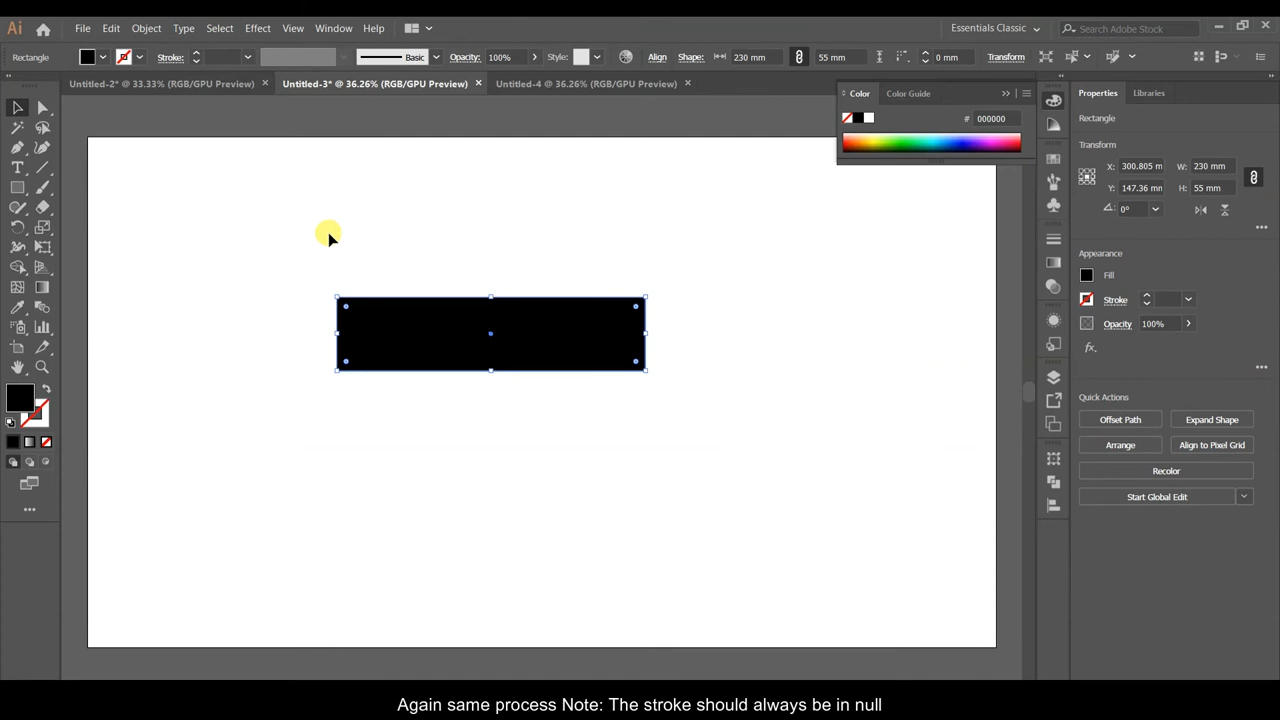 Ai File Edit Object Type Select Effect View Window Help Essentials Classic Search Adobe Stock
Rectangle Stroke: Basic Opacity: 100% Style: Align Shape: 230 mm 55 mm 0 mm Transform
Untitled-2* @ 33.33% (RGB/GPU Preview) × Untitled-3* @ 36.26% (RGB/GPU Preview) × Untitled-4 @ 36.26% (RGB/GPU Preview) ×
Color Color Guide
# 000000
Properties Libraries
Rectangle
Transform
X: 300.805 m W: 230 mm
Y: 147.36 mm H: 55 mm
0°
Appearance
Fill
Stroke
Opacity 100%
fx.
Quick Actions
Offset Path Expand Shape
Arrange Align to Pixel Grid
Recolor
Start Global Edit
Again same process Note: The stroke should always be in null